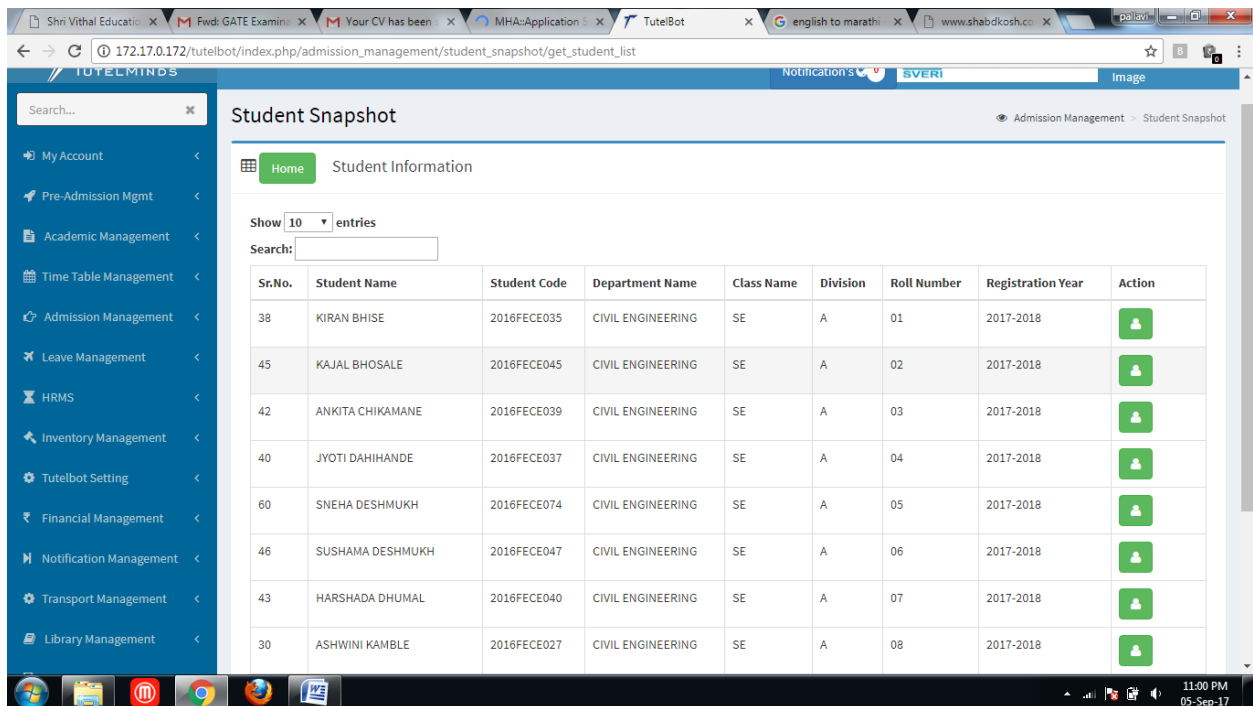 Shri Vithal Educatio Fwd: GATE Examina Your CV has been s MHA::Application S TutelBot english to marathi www.shabdkosh.co pallavi
172.17.0.172/tutelbot/index.php/admission_management/student_snapshot/get_student_list
TUTELMINDS Notification's 0 SVERI Image
Search...
Student Snapshot Admission Management > Student Snapshot
My Account
Home Student Information
Pre-Admission Mgmt
Show 10 entries
Academic Management
Search:
Time Table Management
Sr.No. Student Name Student Code Department Name Class Name Division Roll Number Registration Year Action
Admission Management
38 KIRAN BHISE 2016FECE035 CIVIL ENGINEERING SE A 01 2017-2018
Leave Management
45 KAJAL BHOSALE 2016FECE045 CIVIL ENGINEERING SE A 02 2017-2018
HRMS
42 ANKITA CHIKAMANE 2016FECE039 CIVIL ENGINEERING SE A 03 2017-2018
Inventory Management
40 JYOTI DAHIHANDE 2016FECE037 CIVIL ENGINEERING SE A 04 2017-2018
Tutelbot Setting
60 SNEHA DESHMUKH 2016FECE074 CIVIL ENGINEERING SE A 05 2017-2018
Financial Management
46 SUSHAMA DESHMUKH 2016FECE047 CIVIL ENGINEERING SE A 06 2017-2018
Notification Management
43 HARSHADA DHUMAL 2016FECE040 CIVIL ENGINEERING SE A 07 2017-2018
Transport Management
Library Management
30 ASHWINI KAMBLE 2016FECE027 CIVIL ENGINEERING SE A 08 2017-2018
11:00 PM
05-Sep-17